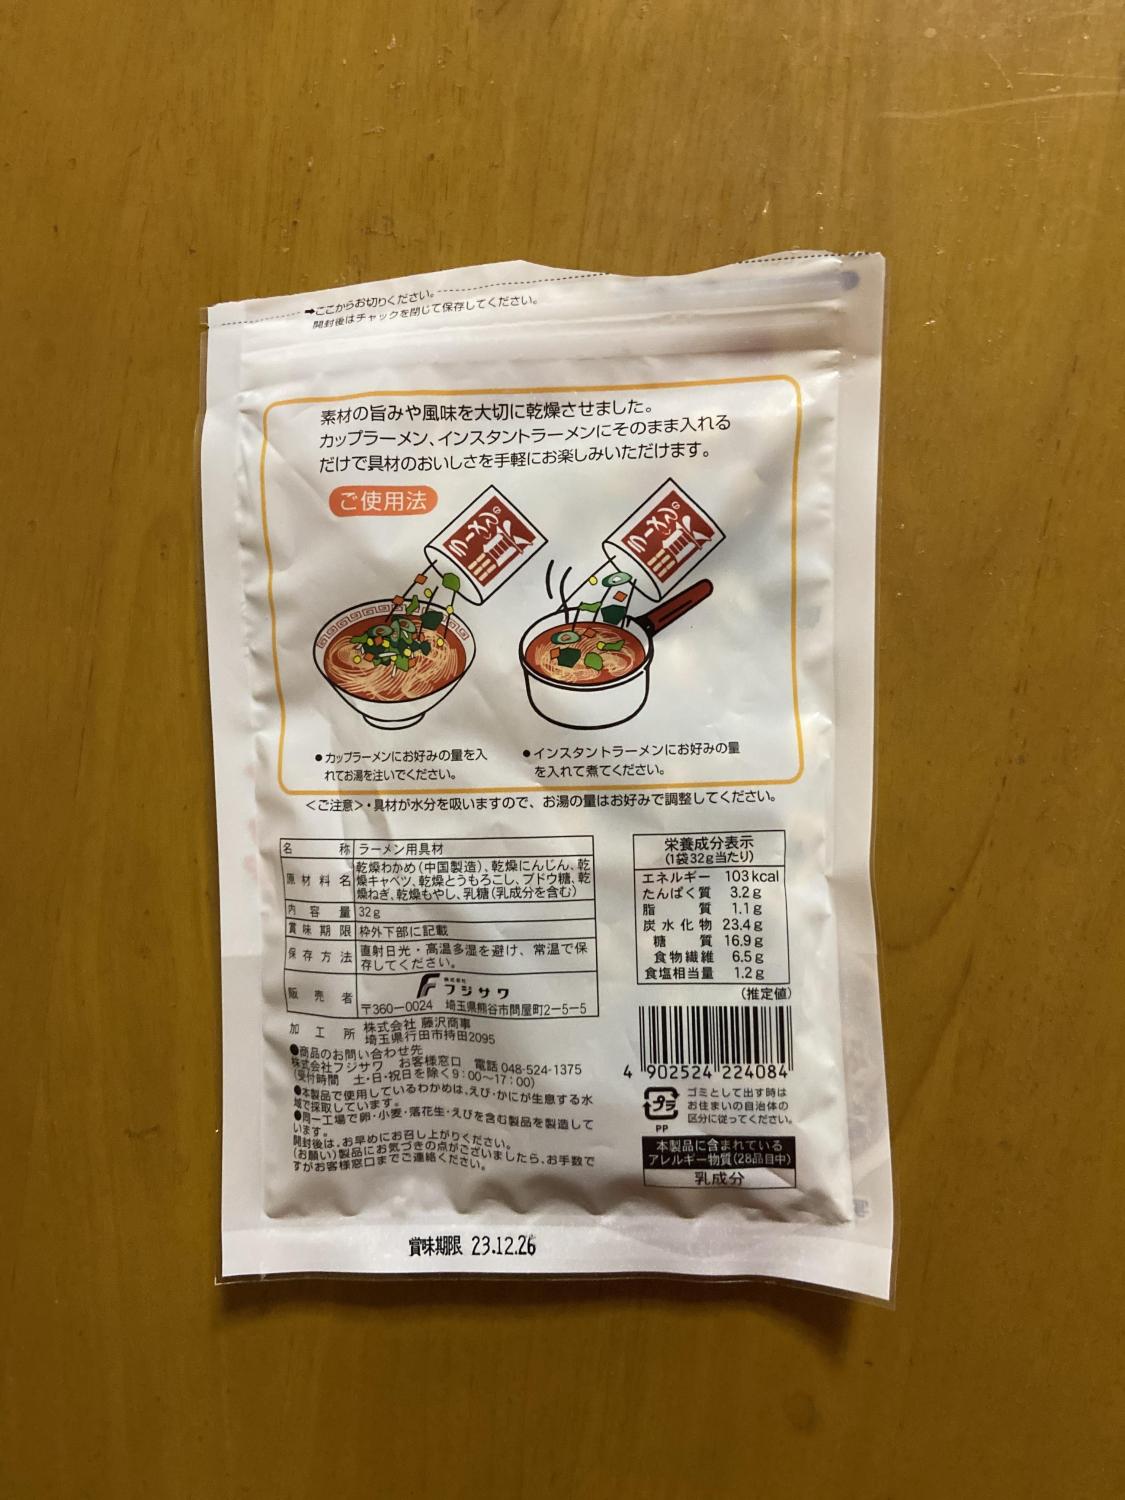 ➡ここからお切りください。
開封後はチャックを閉じて保存してください。
素材の旨みや風味を大切に乾燥させました。
カップラーメン、インスタントラーメンにそのまま入れる
だけで具材のおいしさを手軽にお楽しみいただけます。
ご使用法
ラーメンの具
ラーメンの具
●カップラーメンにお好みの量を入
れてお湯を注いでください。
●インスタントラーメンにお好みの量
を入れて煮てください。
＜ご注意＞・具材が水分を吸いますので、お湯の量はお好みで調整してください。
名称 ラーメン用具材
原材料名 乾燥わかめ(中国製造)、乾燥にんじん、乾
燥キャベツ、乾燥とうもろこし、ブドウ糖、乾
燥ねぎ、乾燥もやし、乳糖(乳成分を含む)
内容量 32g
賞味期限 枠外下部に記載
保存方法 直射日光・高温多湿を避け、常温で保
存してください。
販売者 株式会社フジサワ
〒360-0024 埼玉県熊谷市問屋町2-5-5
加工所 株式会社 藤沢商事
埼玉県行田市持田2095
●商品のお問い合わせ先
株式会社フジサワ お客様窓口 電話 048-524-1375
(受付時間 土・日・祝日を除く9:00〜17:00)
●本製品で使用しているわかめは、えび・かにが生息する水
域で採取しています。
●同一工場で卵・小麦・落花生・えびを含む製品を製造して
います。
開封後は、お早めにお召し上がりください。
(お願い)製品にお気づきの点がございましたら、お手数で
すがお客様窓口までご連絡ください。
栄養成分表示
(1袋32g当たり)
エネルギー 103kcal
たんぱく質 3.2g
脂質 1.1g
炭水化物 23.4g
糖質 16.9g
食物繊維 6.5g
食塩相当量 1.2g
(推定値)
4 902524 224084
プラ
PP
ゴミとして出す時は
お住まいの自治体の
区分に従ってください。
本製品に含まれている
アレルギー物質(28品目中)
乳成分
賞味期限 23.12.26